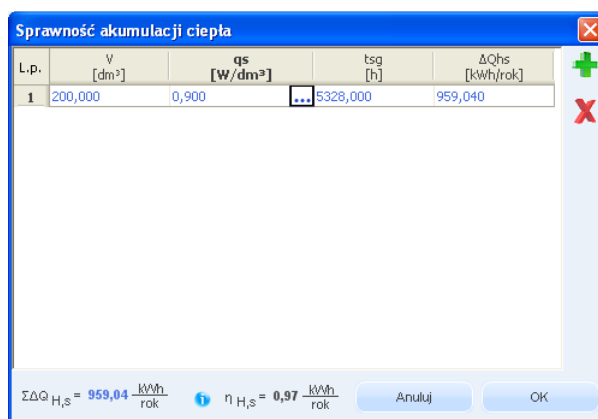 Sprawność akumulacji ciepła
L.p. V [dm³] qs [W/dm³] tsg [h] ΔQhs [kWh/rok]
1 200,000 0,900 ... 5328,000 959,040
ΣΔQ H,S = 959,04 kWh/rok i η H,S = 0,97 kWh/rok Anuluj OK